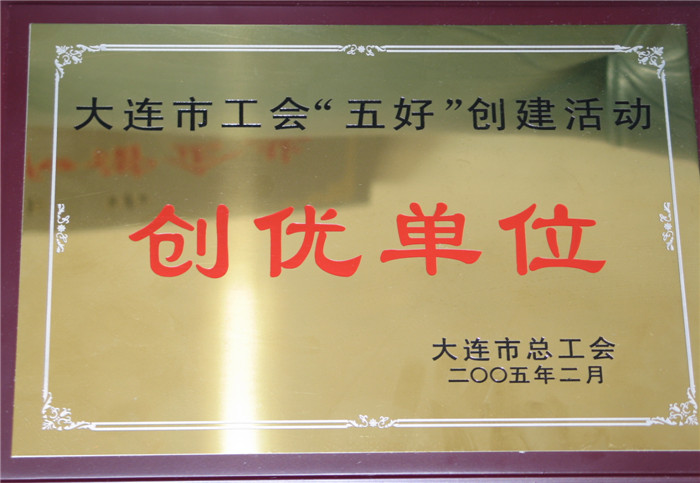 大连市工会“五好”创建活动
创优单位
大连市总工会
二〇〇五年二月